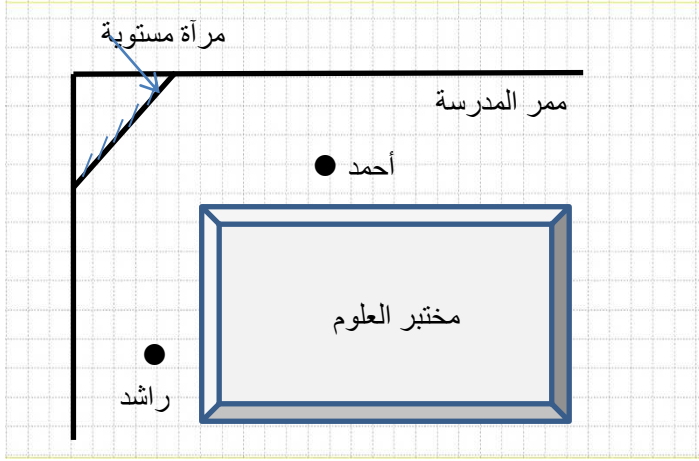 مرآة مستوية
ممر المدرسة
أحمد
مختبر العلوم
راشد